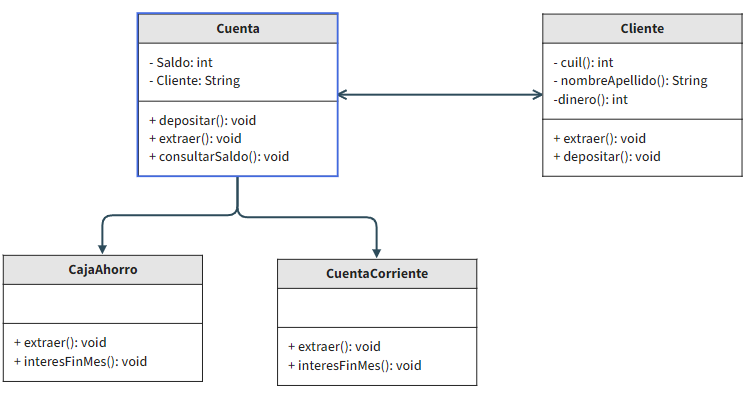 Cuenta
- Saldo: int
- Cliente: String
+ depositar(): void
+ extraer(): void
+ consultarSaldo(): void
Cliente
- cuil(): int
- nombreApellido(): String
-dinero(): int
+ extraer(): void
+ depositar(): void
CajaAhorro
+ extraer(): void
+ interesFinMes(): void
CuentaCorriente
+ extraer(): void
+ interesFinMes(): void